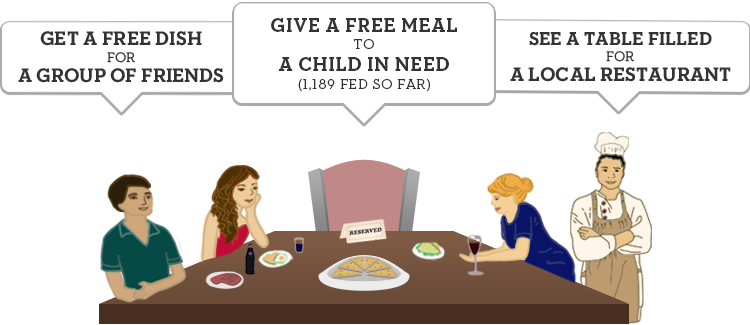 GET A FREE DISH
FOR
A GROUP OF FRIENDS
GIVE A FREE MEAL
TO
A CHILD IN NEED
(1,189 FED SO FAR)
SEE A TABLE FILLED
FOR
A LOCAL RESTAURANT
RESERVED